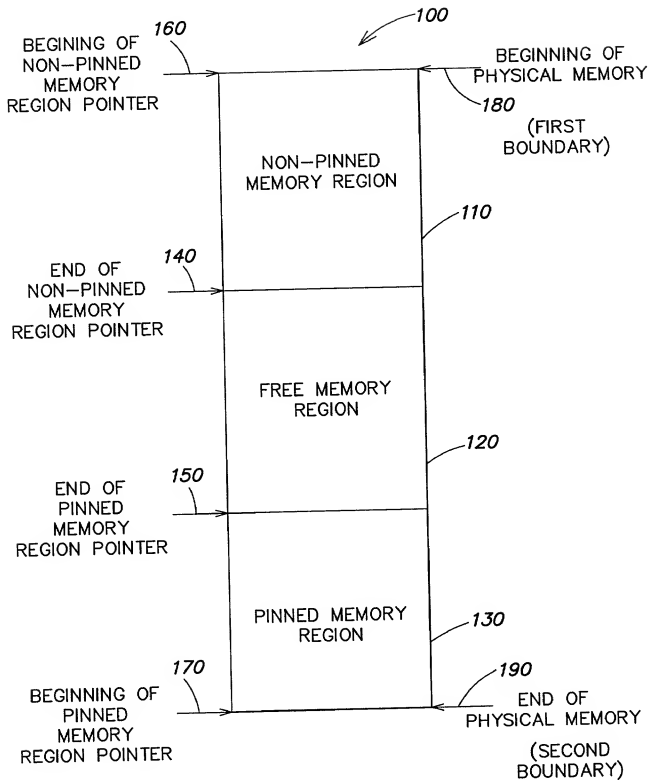 100
160
BEGINING OF
NON-PINNED
MEMORY
REGION POINTER
BEGINNING OF
PHYSICAL MEMORY
180
(FIRST
BOUNDARY)
NON-PINNED
MEMORY REGION
110
140
END OF
NON-PINNED
MEMORY
REGION POINTER
FREE MEMORY
REGION
120
150
END OF
PINNED
MEMORY
REGION POINTER
PINNED MEMORY
REGION
130
170
BEGINNING OF
PINNED
MEMORY
REGION POINTER
190
END OF
PHYSICAL MEMORY
(SECOND
BOUNDARY)